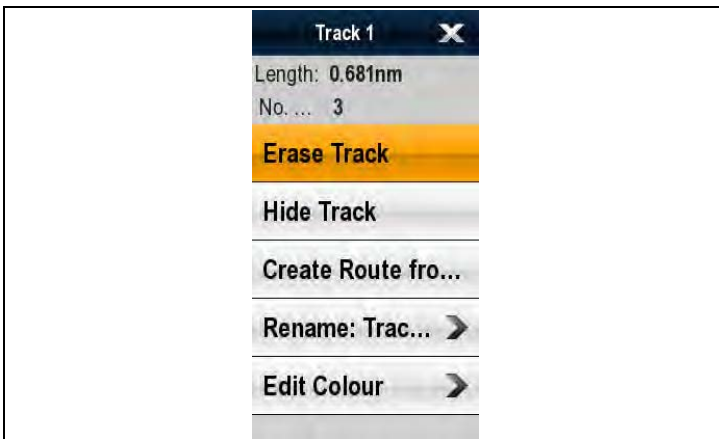 Track 1
Length: 0.681nm
No. ... 3
Erase Track
Hide Track
Create Route fro...
Rename: Trac...
Edit Colour